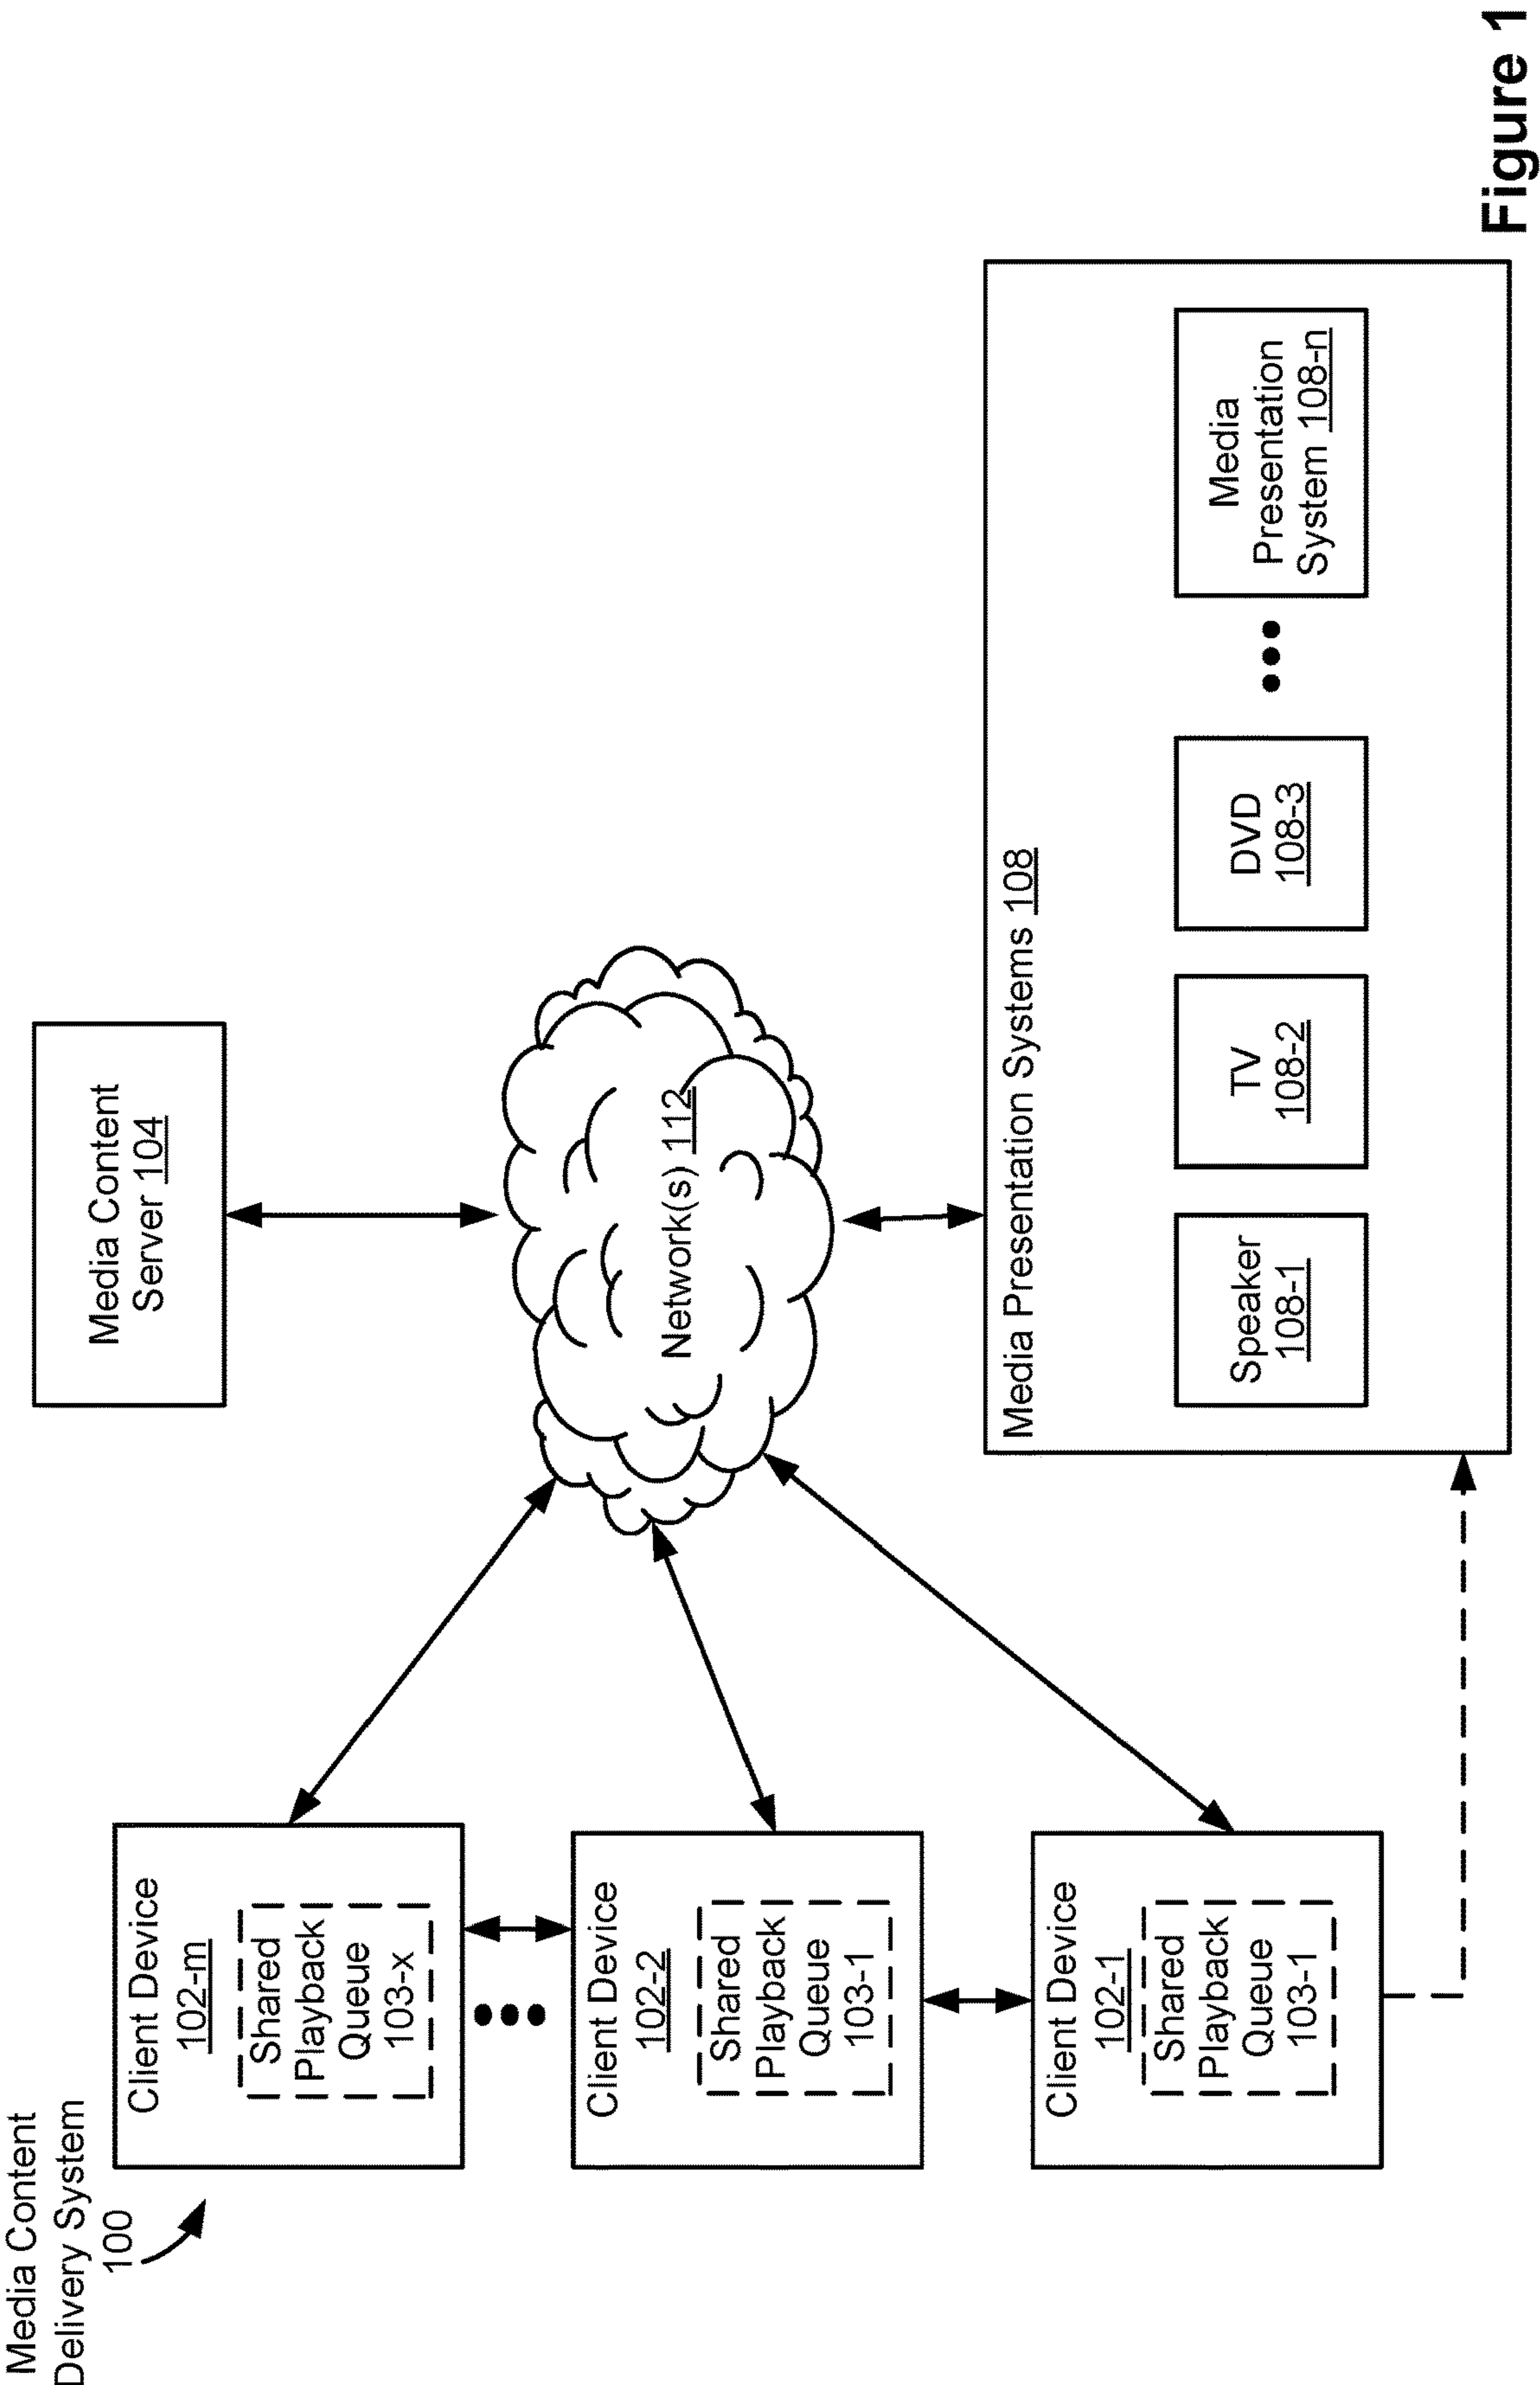 Media Content
Delivery System
100
Client Device
102-m
Shared
Playback
Queue
103-x
Client Device
102-2
Shared
Playback
Queue
103-1
Client Device
102-1
Shared
Playback
Queue
103-1
Media Content
Server 104
Network(s) 112
Media Presentation Systems 108
Speaker
108-1
TV
108-2
DVD
108-3
Media
Presentation
System 108-n
Figure 1